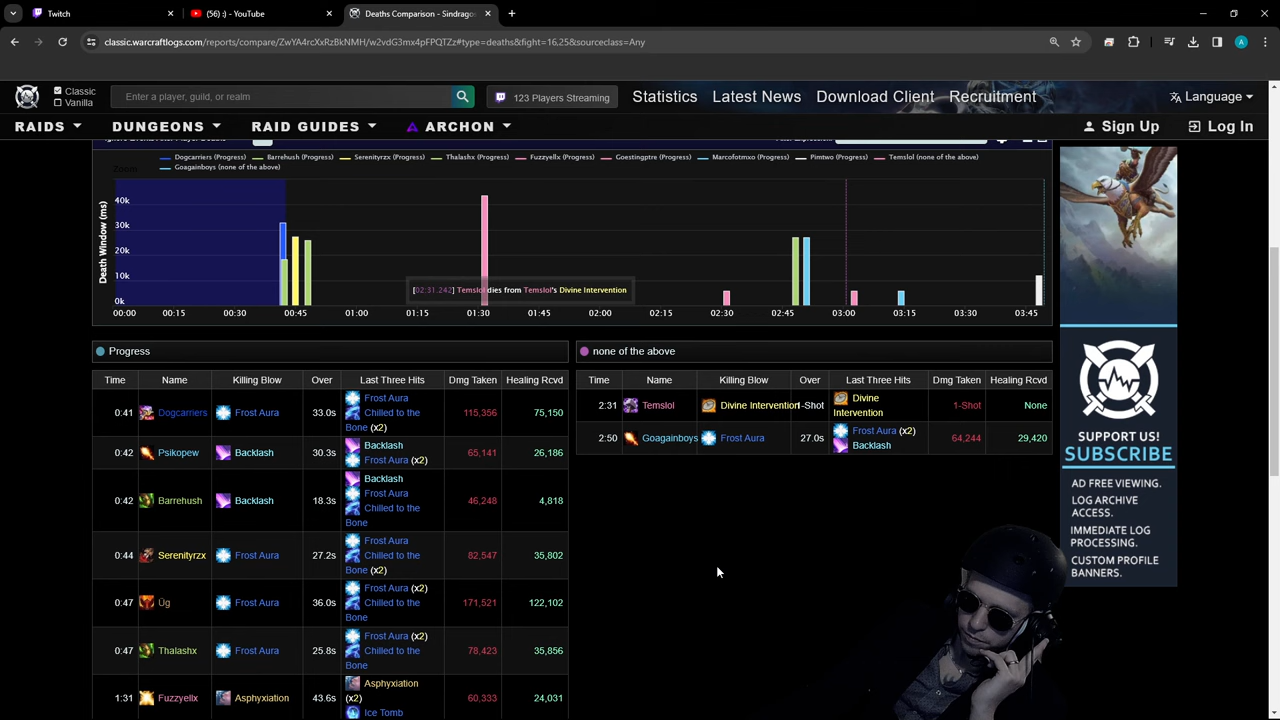 Twitch
(56) :) - YouTube
Deaths Comparison - Sindrago
classic.warcraftlogs.com/reports/compare/ZwYA4rcXxRzBkNMH/w2vdG3mx4pFPQTZz#type=deaths&fight=16,25&sourceclass=Any
A
Classic
Vanilla
Enter a player, guild, or realm
123 Players Streaming
Statistics
Latest News
Download Client
Recruitment
Language
RAIDS
DUNGEONS
RAID GUIDES
ARCHON
Sign Up
Log In
Dogcarriers (Progress) Barrehush (Progress) Serenityrzx (Progress) Thalashx (Progress) Fuzzyellx (Progress) Goestingptre (Progress) Marcofotmxo (Progress) Pimtwo (Progress) Temslol (none of the above)
Goagainboys (none of the above)
Zoom
Death Window (ms)
40k
30k
20k
10k
0k
[02:31.242] Temslol dies from Temslol's Divine Intervention
00:00 00:15 00:30 00:45 01:00 01:15 01:30 01:45 02:00 02:15 02:30 02:45 03:00 03:15 03:30 03:45
Progress
Time Name Killing Blow Over Last Three Hits Dmg Taken Healing Rcvd
0:41 Dogcarriers Frost Aura 33.0s Frost Aura 115,356 75,150
Chilled to the
Bone (x2)
0:42 Psikopew Backlash 30.3s Backlash 65,141 26,186
Frost Aura (x2)
0:42 Barrehush Backlash 18.3s Backlash 46,248 4,818
Frost Aura
Chilled to the
Bone
0:44 Serenityrzx Frost Aura 27.2s Frost Aura 82,547 35,802
Chilled to the
Bone (x2)
0:47 Üg Frost Aura 36.0s Frost Aura (x2) 171,521 122,102
Chilled to the
Bone
0:47 Thalashx Frost Aura 25.8s Frost Aura (x2) 78,423 35,856
Chilled to the
Bone
1:31 Fuzzyellx Asphyxiation 43.6s Asphyxiation 60,333 24,031
(x2)
Ice Tomb
none of the above
Time Name Killing Blow Over Last Three Hits Dmg Taken Healing Rcvd
2:31 Temslol Divine Intervention -Shot Divine 1-Shot None
Intervention
2:50 Goagainboys Frost Aura 27.0s Frost Aura (x2) 64,244 29,420
Backlash
SUPPORT US!
SUBSCRIBE
AD FREE VIEWING.
LOG ARCHIVE
ACCESS.
IMMEDIATE LOG
PROCESSING.
CUSTOM PROFILE
BANNERS.